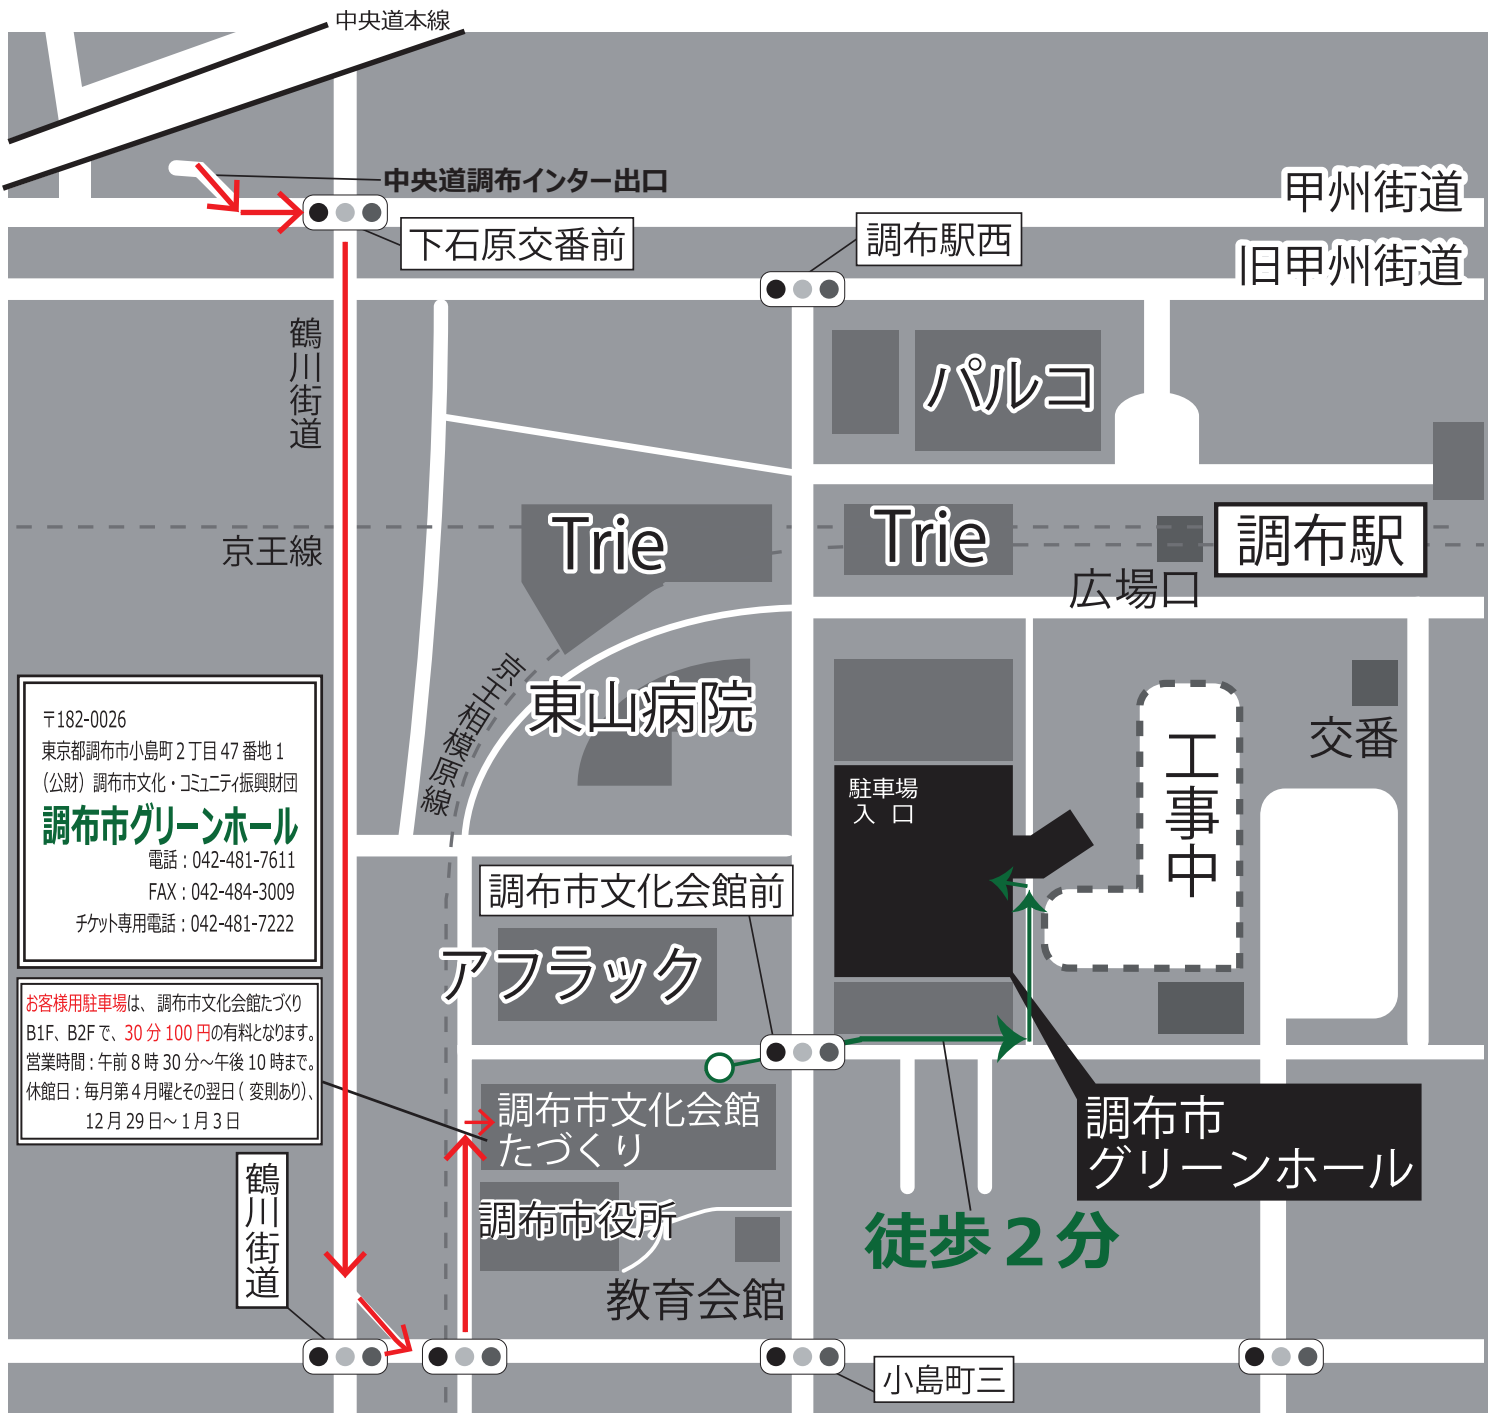 中央道本線
中央道調布インター出口
甲州街道
下石原交番前
調布駅西
旧甲州街道
鶴川街道
パルコ
京王線
Trie
Trie
調布駅
広場口
京王相模原線
東山病院
工事中
交番
〒182-0026
東京都調布市小島町2丁目47番地1
(公財)調布市文化・コミュニティ振興財団
調布市グリーンホール
電話:042-481-7611
FAX:042-484-3009
チケット専用電話:042-481-7222
駐車場
入口
調布市文化会館前
アフラック
お客様用駐車場は、調布市文化会館たづくり
B1F、B2Fで、30分100円の有料となります。
営業時間:午前8時30分~午後10時まで。
休館日:毎月第4月曜とその翌日(変則あり)、
12月29日~1月3日
調布市文化会館
たづくり
調布市
グリーンホール
鶴川街道
調布市役所
徒歩2分
教育会館
小島町三